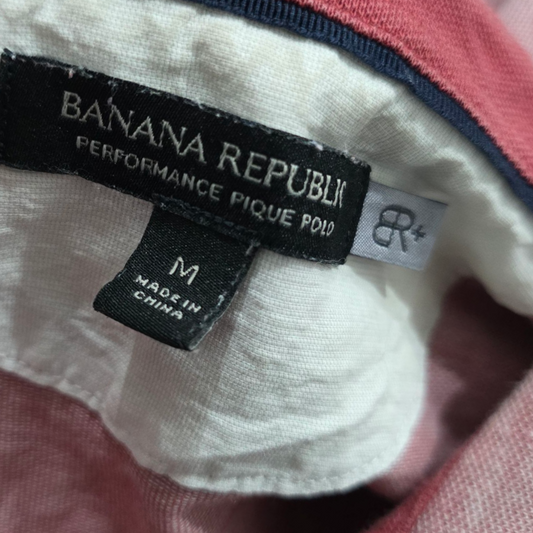 BANANA REPUBLIC
PERFORMANCE PIQUE POLO
BR+
M
MADE IN
CHINA